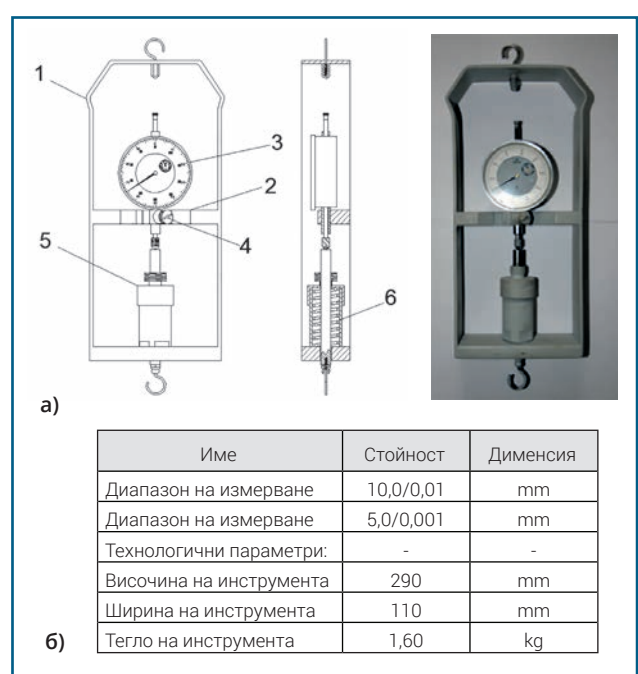 1
3
2
4
5
6
а)
Име Стойност Дименсия
Диапазон на измерване 10,0/0,01 mm
Диапазон на измерване 5,0/0,001 mm
Технологични параметри: - -
Височина на инструмента 290 mm
Ширина на инструмента 110 mm
Тегло на инструмента 1,60 kg
б)